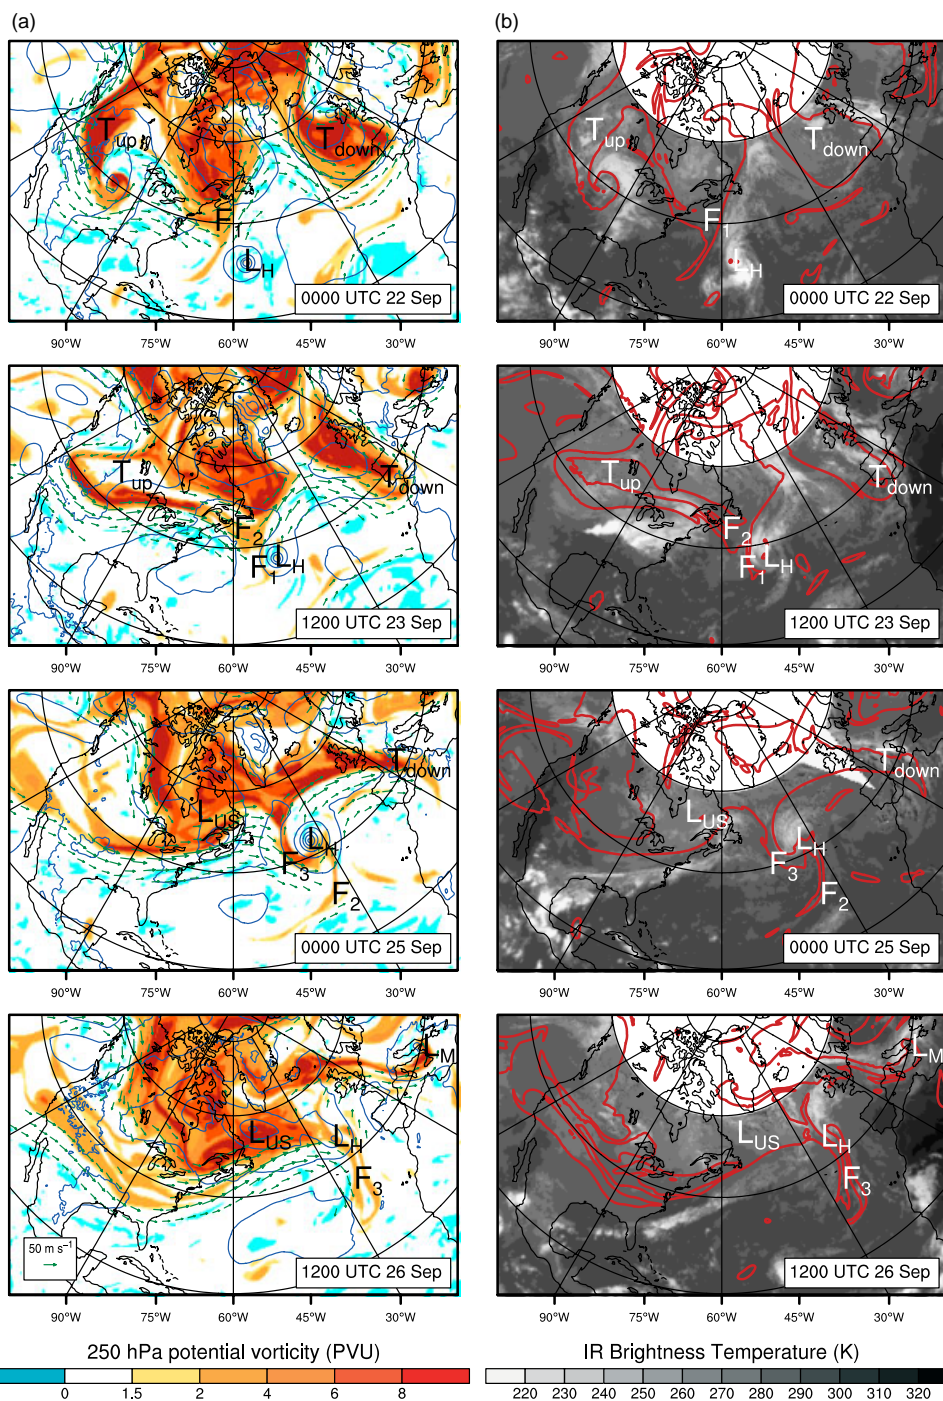 (a)
(b)
T up
T down
F 1
L H
0000 UTC 22 Sep
90°W 75°W 60°W 45°W 30°W
T up
T down
F 1
L H
0000 UTC 22 Sep
90°W 75°W 60°W 45°W 30°W
T up
T down
F 2
F 1
L H
1200 UTC 23 Sep
90°W 75°W 60°W 45°W 30°W
T up
T down
F 2
F 1
L H
1200 UTC 23 Sep
90°W 75°W 60°W 45°W 30°W
T down
L US
L H
F 3
F 2
0000 UTC 25 Sep
90°W 75°W 60°W 45°W 30°W
T down
L US
L H
F 3
F 2
0000 UTC 25 Sep
90°W 75°W 60°W 45°W 30°W
L M
L US
L H
F 3
50 m s⁻¹
1200 UTC 26 Sep
90°W 75°W 60°W 45°W 30°W
L M
L US
L H
F 3
1200 UTC 26 Sep
90°W 75°W 60°W 45°W 30°W
250 hPa potential vorticity (PVU)
0 1.5 2 4 6 8
IR Brightness Temperature (K)
220 230 240 250 260 270 280 290 300 310 320